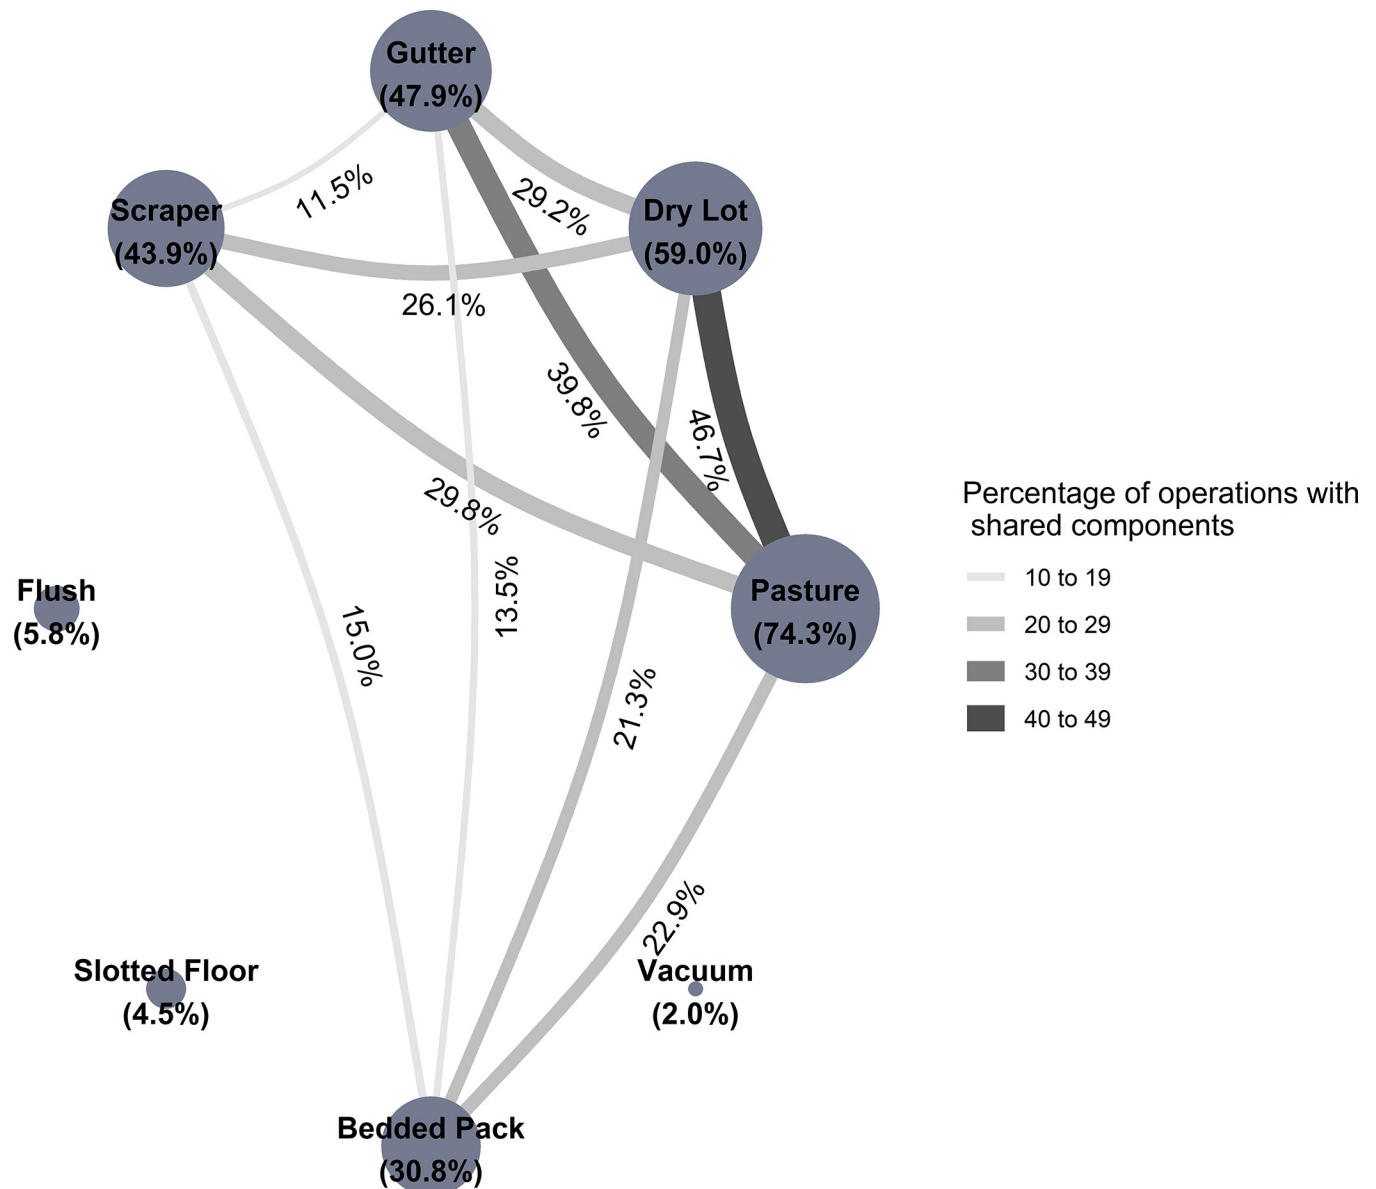 Gutter
(47.9%)
11.5%
29.2%
Scraper
(43.9%)
Dry Lot
(59.0%)
26.1%
39.8%
46.7%
29.8%
Percentage of operations with
shared components
10 to 19
20 to 29
30 to 39
40 to 49
Flush
(5.8%)
15.0%
13.5%
Pasture
(74.3%)
21.3%
22.9%
Slotted Floor
(4.5%)
Vacuum
(2.0%)
Bedded Pack
(30.8%)